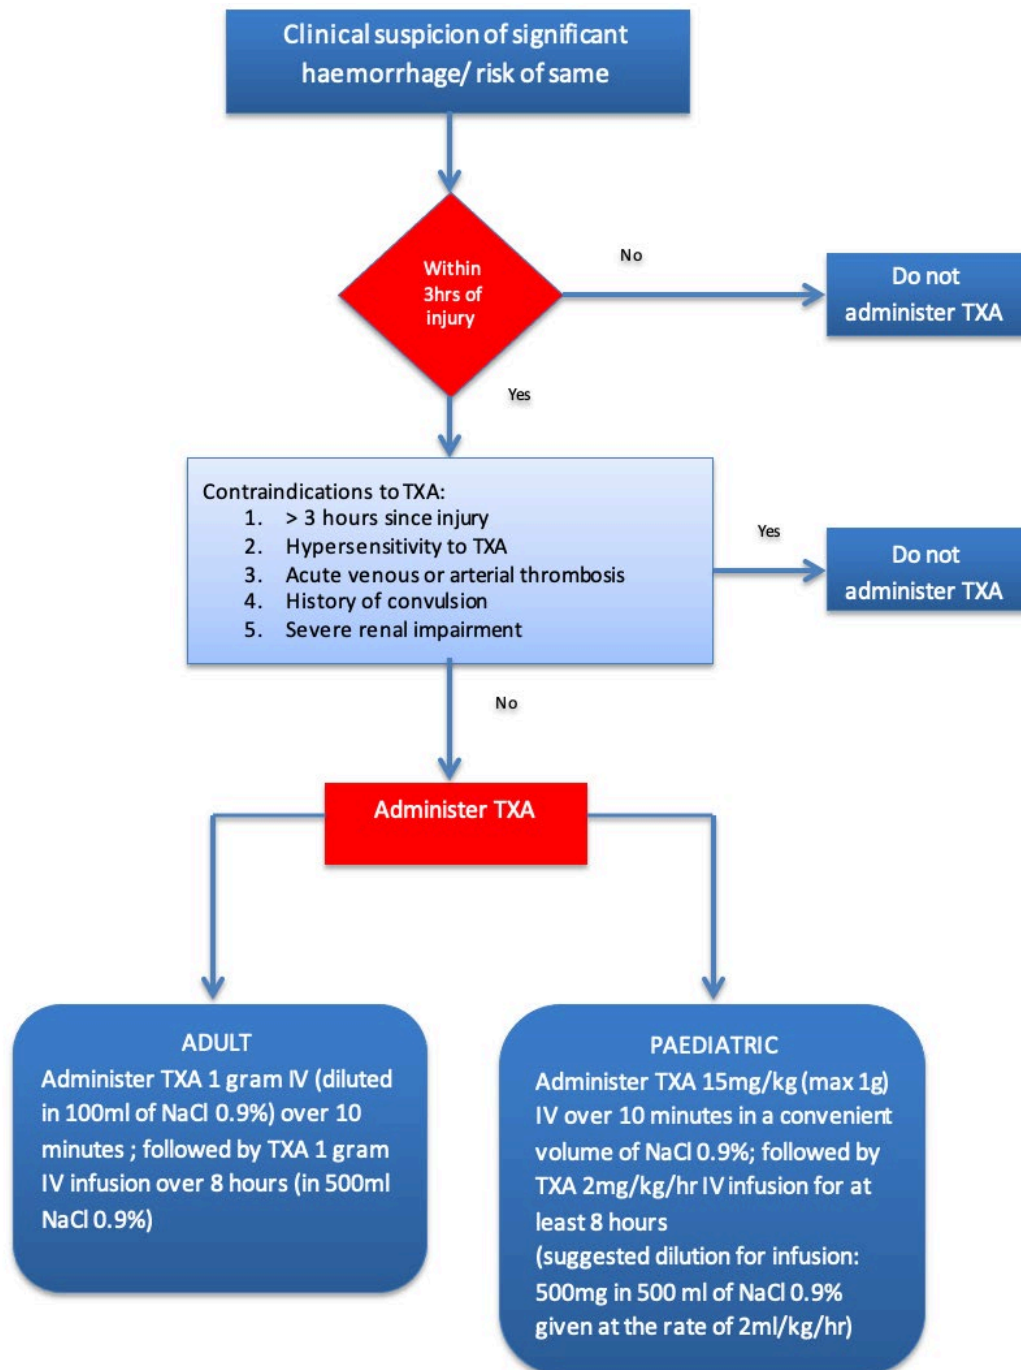 Clinical suspicion of significant
haemorrhage/ risk of same
Within
3hrs of
injury
No
Do not
administer TXA
Yes
Contraindications to TXA:
1. > 3 hours since injury
2. Hypersensitivity to TXA
3. Acute venous or arterial thrombosis
4. History of convulsion
5. Severe renal impairment
Yes
Do not
administer TXA
No
Administer TXA
ADULT
Administer TXA 1 gram IV (diluted
in 100ml of NaCl 0.9%) over 10
minutes ; followed by TXA 1 gram
IV infusion over 8 hours (in 500ml
NaCl 0.9%)
PAEDIATRIC
Administer TXA 15mg/kg (max 1g)
IV over 10 minutes in a convenient
volume of NaCl 0.9%; followed by
TXA 2mg/kg/hr IV infusion for at
least 8 hours
(suggested dilution for infusion:
500mg in 500 ml of NaCl 0.9%
given at the rate of 2ml/kg/hr)